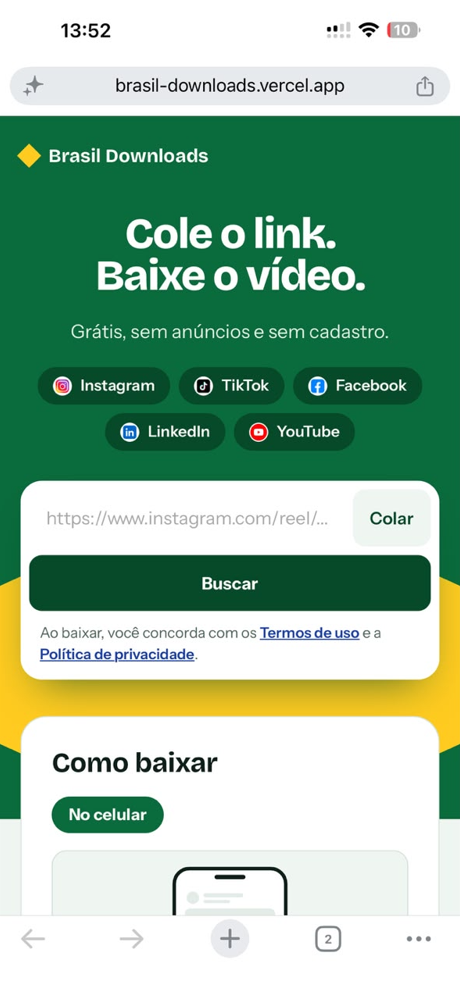 13:52
10
brasil-downloads.vercel.app
Brasil Downloads
Cole o link.
Baixe o vídeo.
Grátis, sem anúncios e sem cadastro.
Instagram
TikTok
Facebook
LinkedIn
YouTube
https://www.instagram.com/reel/...
Colar
Buscar
Ao baixar, você concorda com os Termos de uso e a
Política de privacidade.
Como baixar
No celular
2